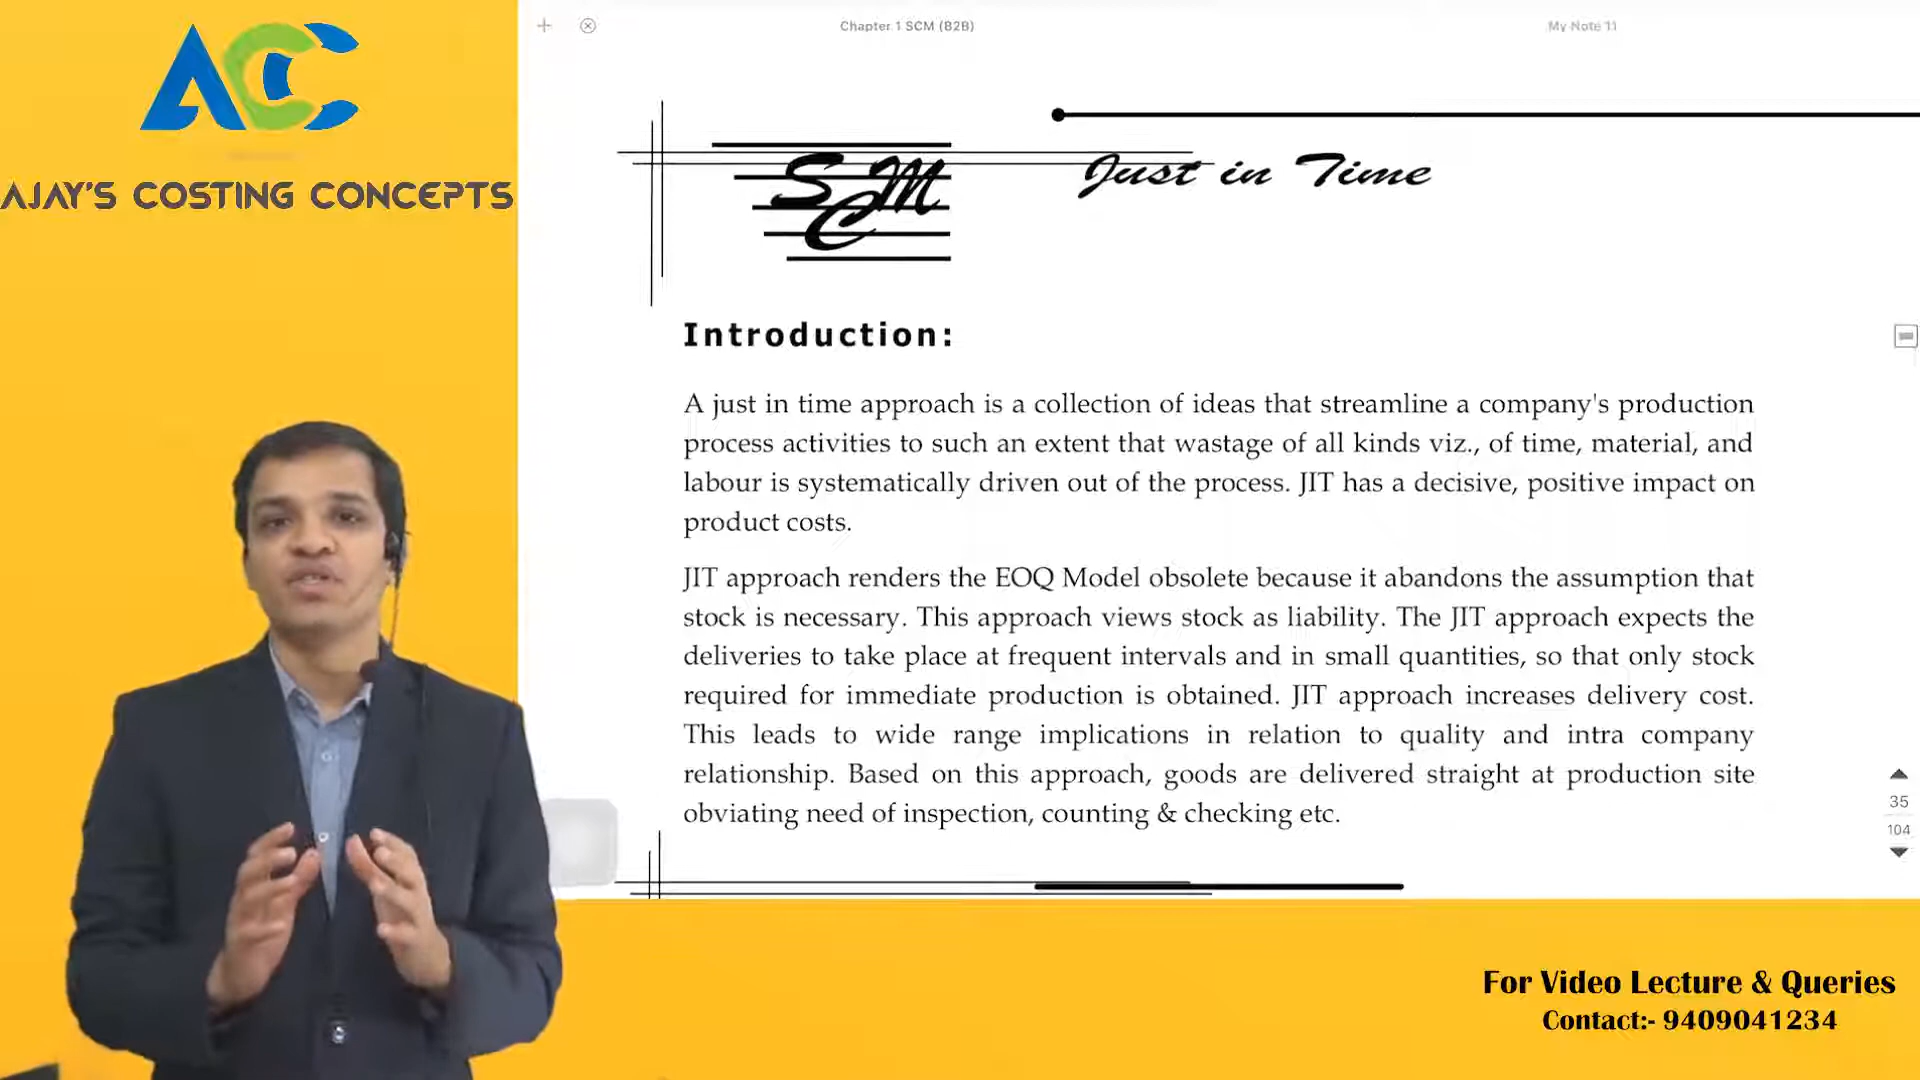 ACC
AJAY'S COSTING CONCEPTS
Chapter 1 SCM (B2B)
My Note 11
SCM
Just in Time
Introduction:
A just in time approach is a collection of ideas that streamline a company's production
process activities to such an extent that wastage of all kinds viz., of time, material, and
labour is systematically driven out of the process. JIT has a decisive, positive impact on
product costs.
JIT approach renders the EOQ Model obsolete because it abandons the assumption that
stock is necessary. This approach views stock as liability. The JIT approach expects the
deliveries to take place at frequent intervals and in small quantities, so that only stock
required for immediate production is obtained. JIT approach increases delivery cost.
This leads to wide range implications in relation to quality and intra company
relationship. Based on this approach, goods are delivered straight at production site
obviating need of inspection, counting & checking etc.
35
104
For Video Lecture & Queries
Contact:- 9409041234